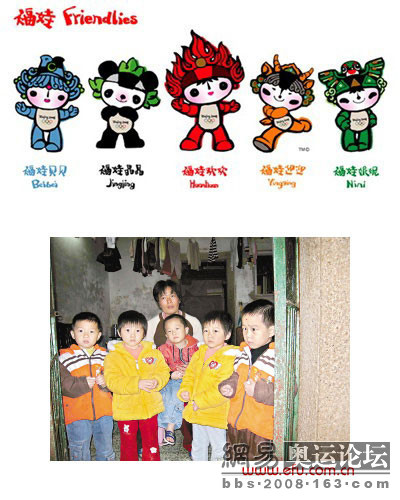 福娃 Friendlies
福娃贝贝 福娃晶晶 福娃欢欢 福娃迎迎 福娃妮妮
Beibei Jingjing Huanhuan Yingying Nini
TM©
網易 奥运论坛
www.eru.com.cn
bbs·2008·163.com